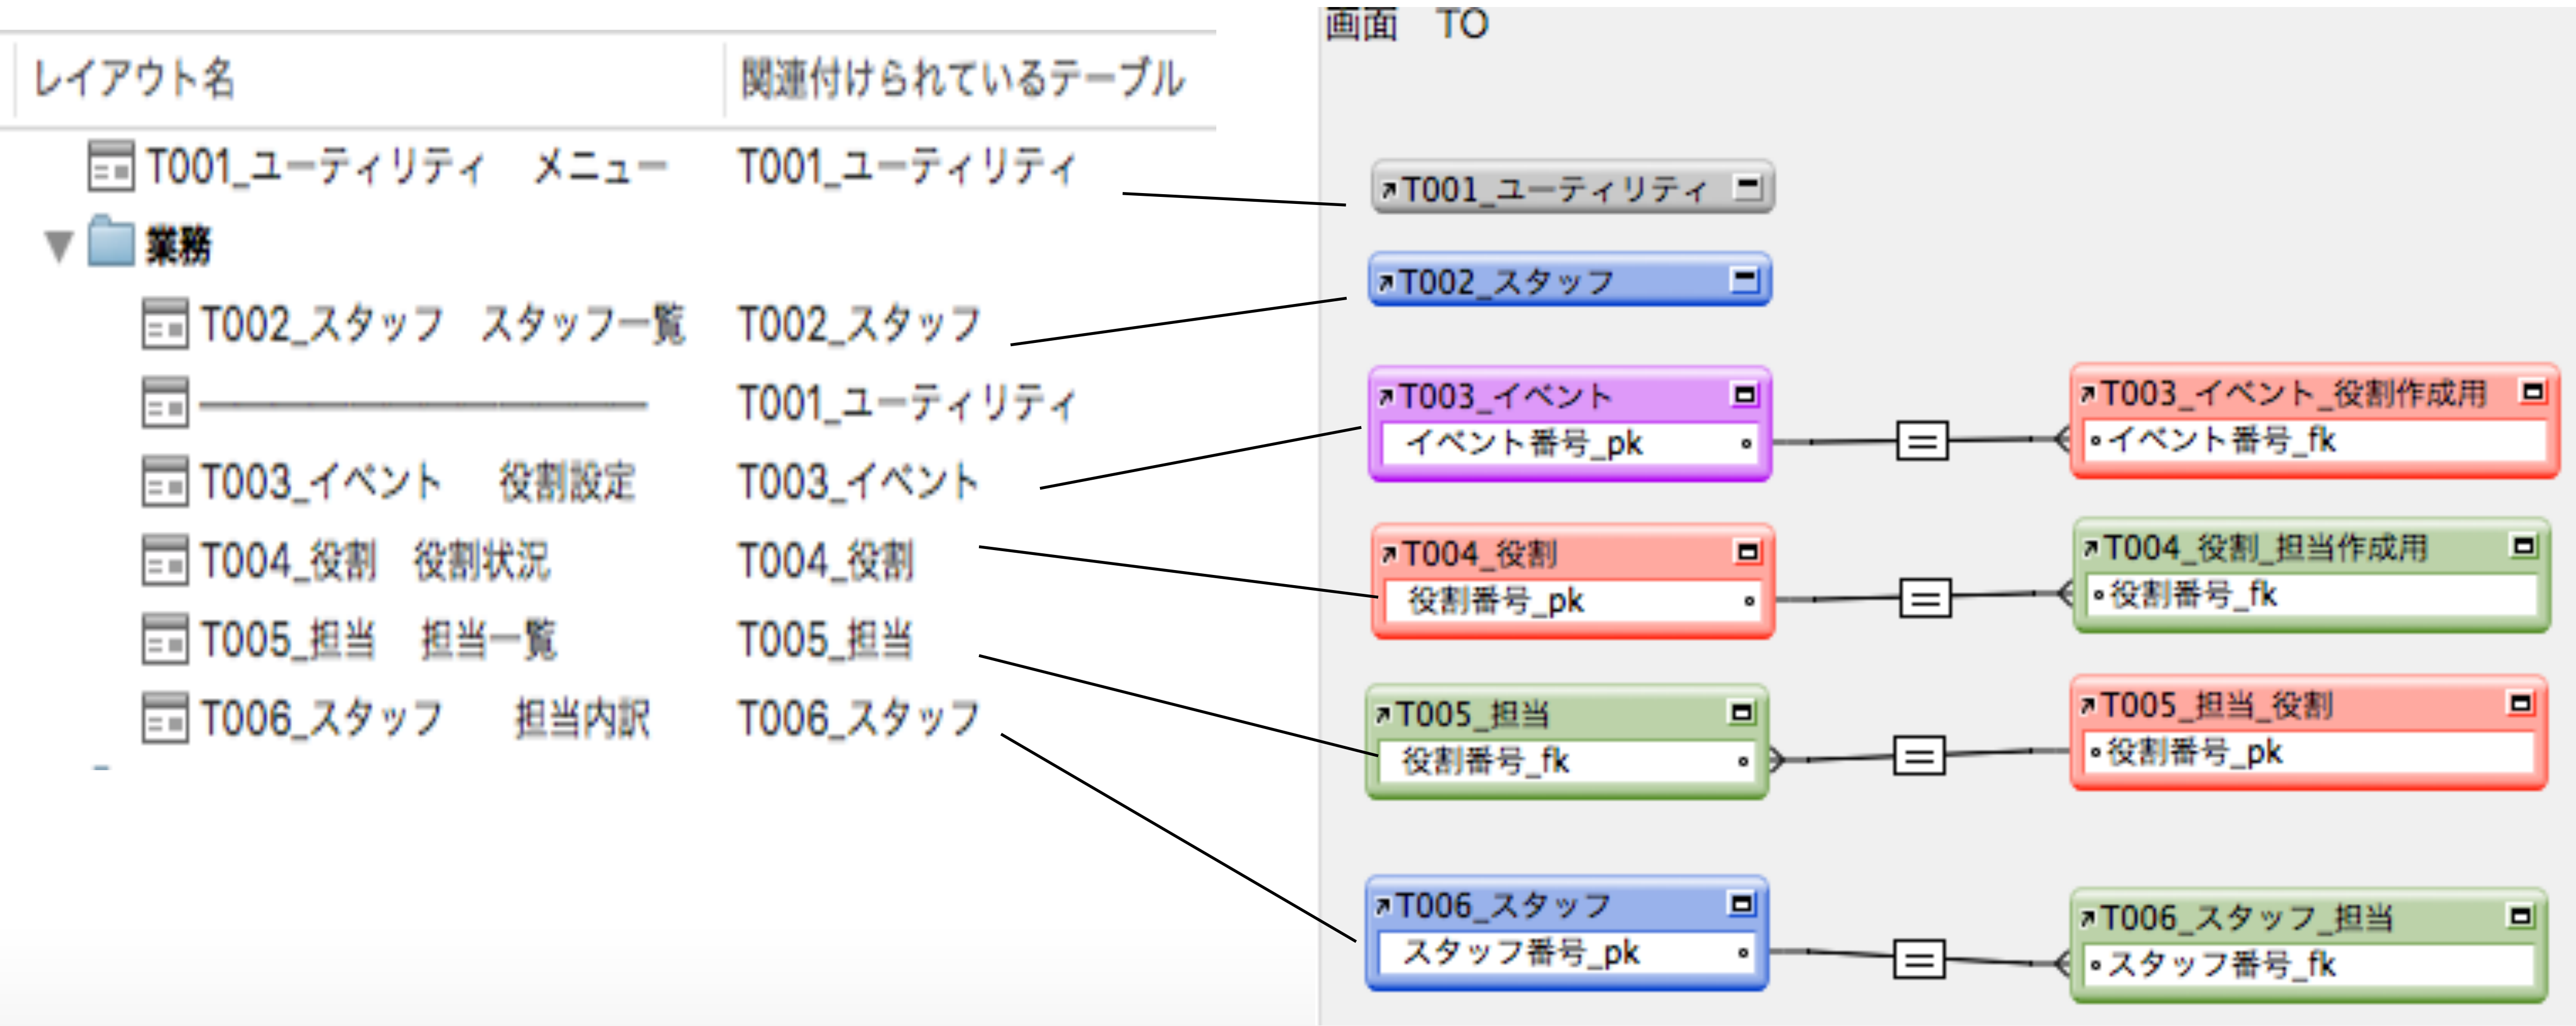 レイアウト名 関連付けられているテーブル
T001_ユーティリティ メニュー T001_ユーティリティ
業務
T002_スタッフ スタッフ一覧 T002_スタッフ
T001_ユーティリティ
T003_イベント 役割設定 T003_イベント
T004_役割 役割状況 T004_役割
T005_担当 担当一覧 T005_担当
T006_スタッフ 担当内訳 T006_スタッフ
画面 TO
T001_ユーティリティ
T002_スタッフ
T003_イベント
イベント番号_pk
=
T003_イベント_役割作成用
イベント番号_fk
T004_役割
役割番号_pk
=
T004_役割_担当作成用
役割番号_fk
T005_担当
役割番号_fk
=
T005_担当_役割
役割番号_pk
T006_スタッフ
スタッフ番号_pk
=
T006_スタッフ_担当
スタッフ番号_fk